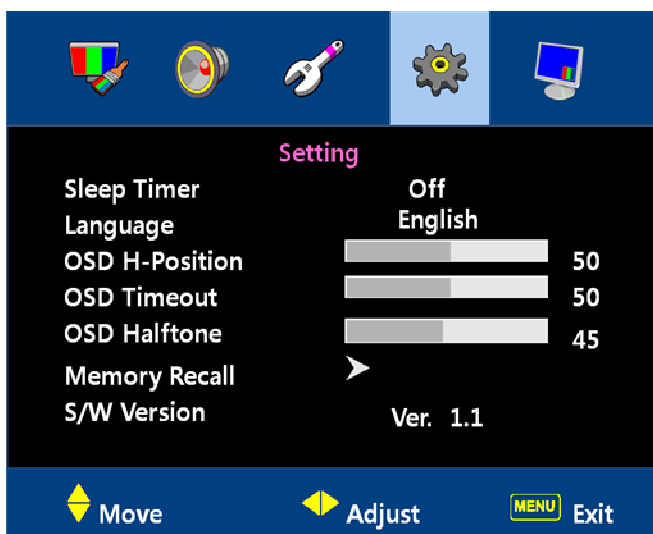 Setting
Sleep Timer Off
Language English
OSD H-Position 50
OSD Timeout 50
OSD Halftone 45
Memory Recall
S/W Version Ver. 1.1
Move Adjust MENU Exit